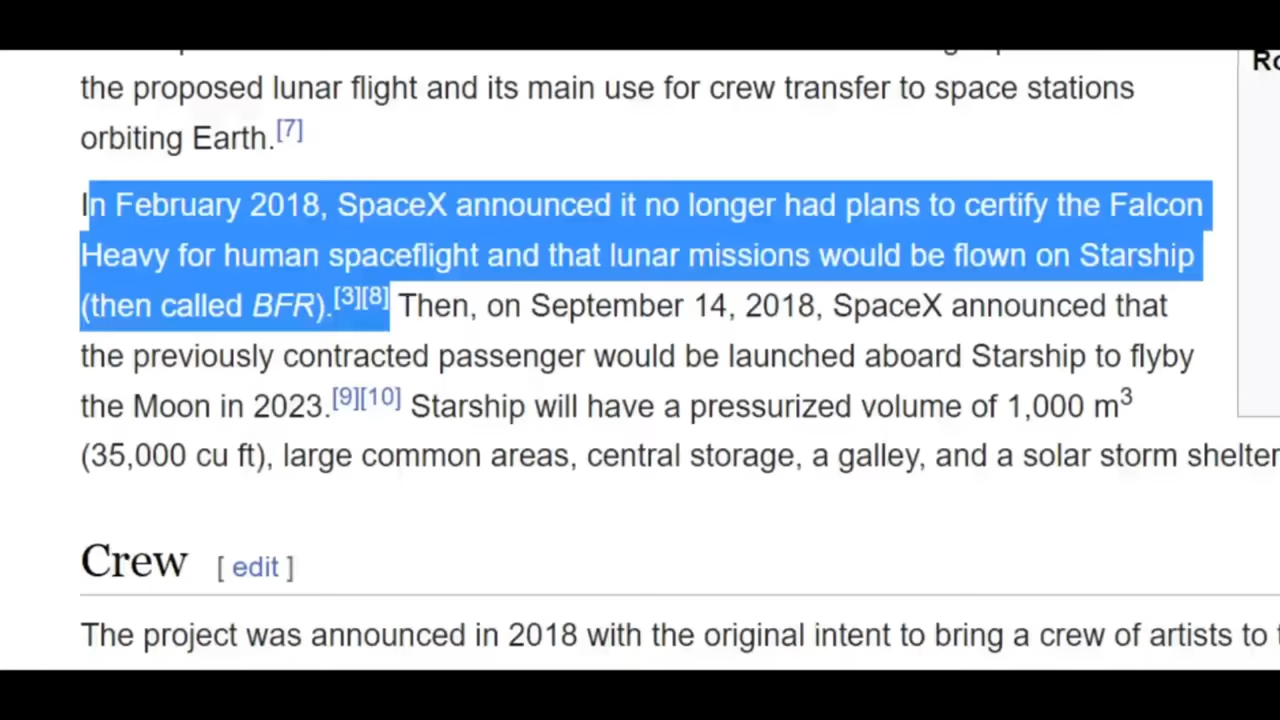 Ro
the proposed lunar flight and its main use for crew transfer to space stations
orbiting Earth.[7]
In February 2018, SpaceX announced it no longer had plans to certify the Falcon
Heavy for human spaceflight and that lunar missions would be flown on Starship
(then called BFR).[3][8] Then, on September 14, 2018, SpaceX announced that
the previously contracted passenger would be launched aboard Starship to flyby
the Moon in 2023.[9][10] Starship will have a pressurized volume of 1,000 m3
(35,000 cu ft), large common areas, central storage, a galley, and a solar storm shelter
Crew [ edit ]
The project was announced in 2018 with the original intent to bring a crew of artists to